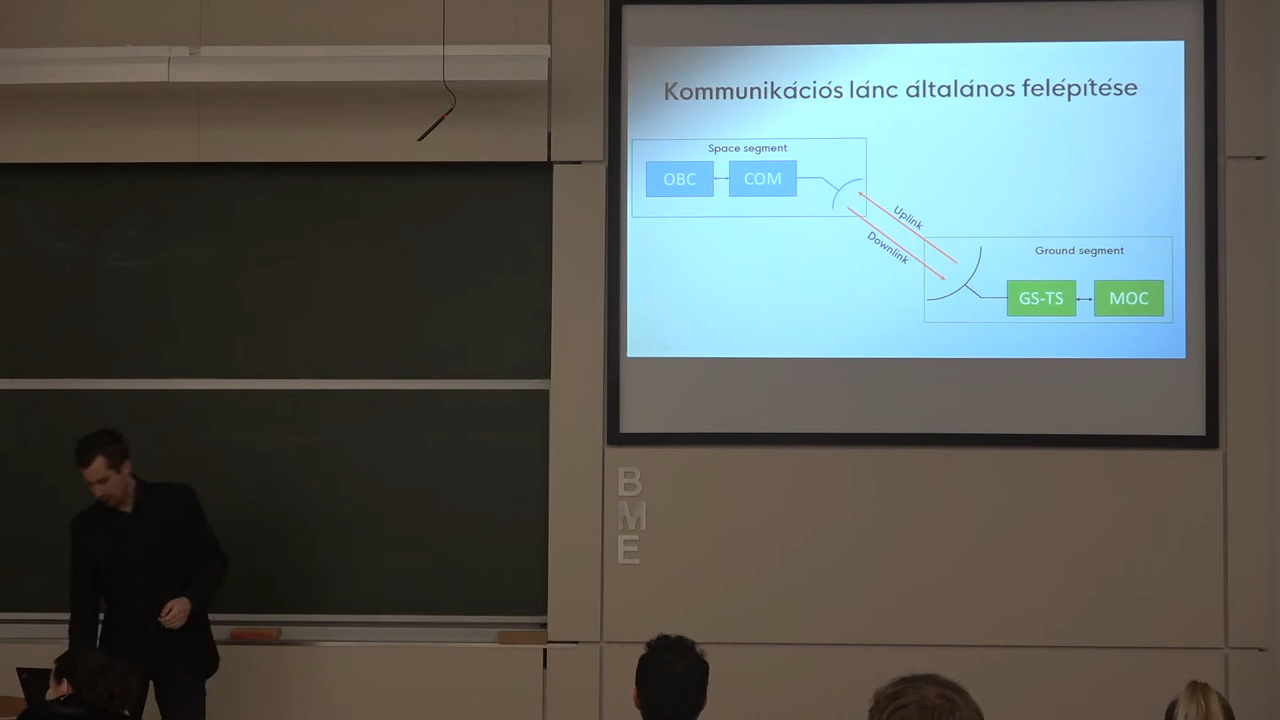 Kommunikációs lánc általános felépítése
Space segment
OBC
COM
Uplink
Downlink
Ground segment
GS-TS
MOC
B
M
E